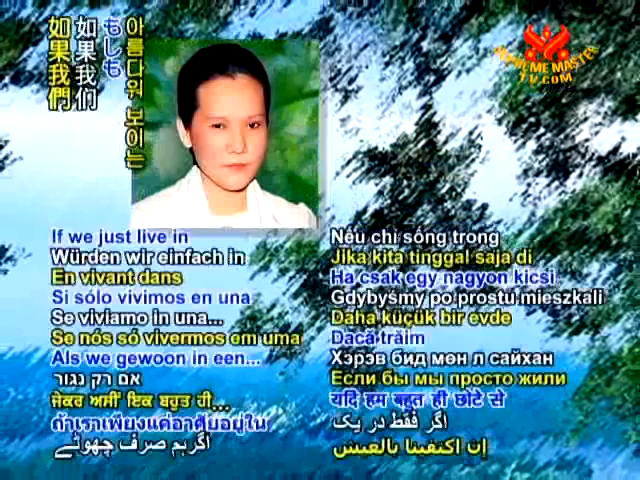 如果我們
如果我们
もしも
아름다워 보이는
SUPREME MASTER
TV.COM
If we just live in
Würden wir einfach in
En vivant dans
Si sólo vivimos en una
Se viviamo in una...
Se nós só vivermos em uma
Als we gewoon in een...
אם רק נגור
ਜੇਕਰ ਅਸੀਂ ਇਕ ਬਹੁਤ ਹੀ...
ถ้าเราเพียงแค่อาศัยอยู่ใน
اگر ہم صرف چھوٹے
Nếu chỉ sống trong
Jika kita tinggal saja di
Ha csak egy nagyon kicsi
Gdybyśmy po prostu mieszkali
Daha küçük bir evde
Dacă trăim
Хэрэв бид мөн л сайхан
Если бы мы просто жили
यदि हम बहुत ही छोटे से
اگر فقط در یک
إن اكتفينا بالعيش